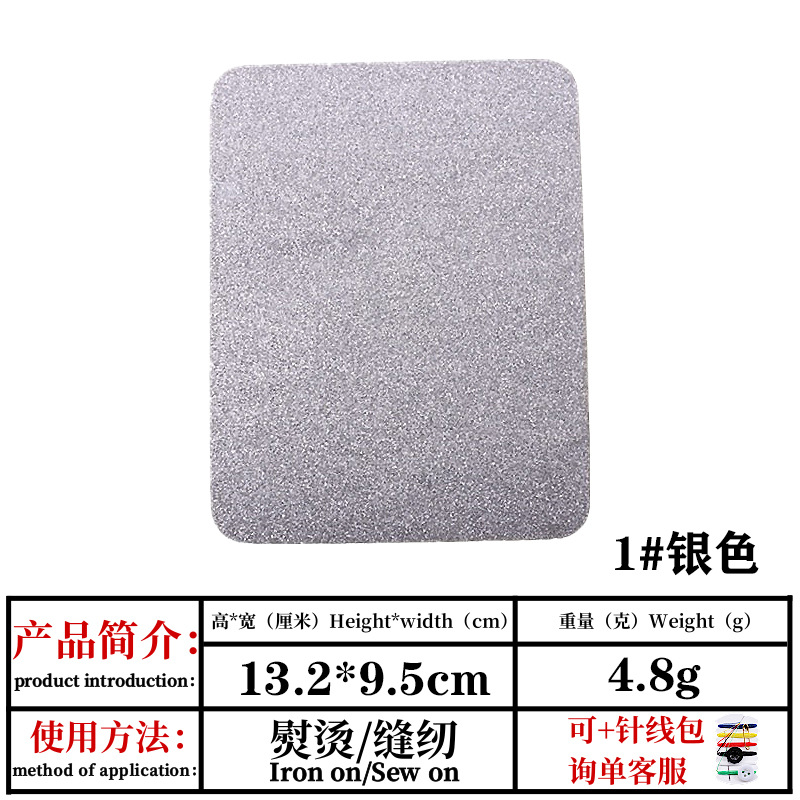 1#银色
产品简介：
product introduction：
高*宽（厘米）Height*width（cm）
重量（克）Weight（g）
13.2*9.5cm
4.8g
使用方法：
method of application：
熨烫/缝纫
Iron on/Sew on
可+针线包
询单客服